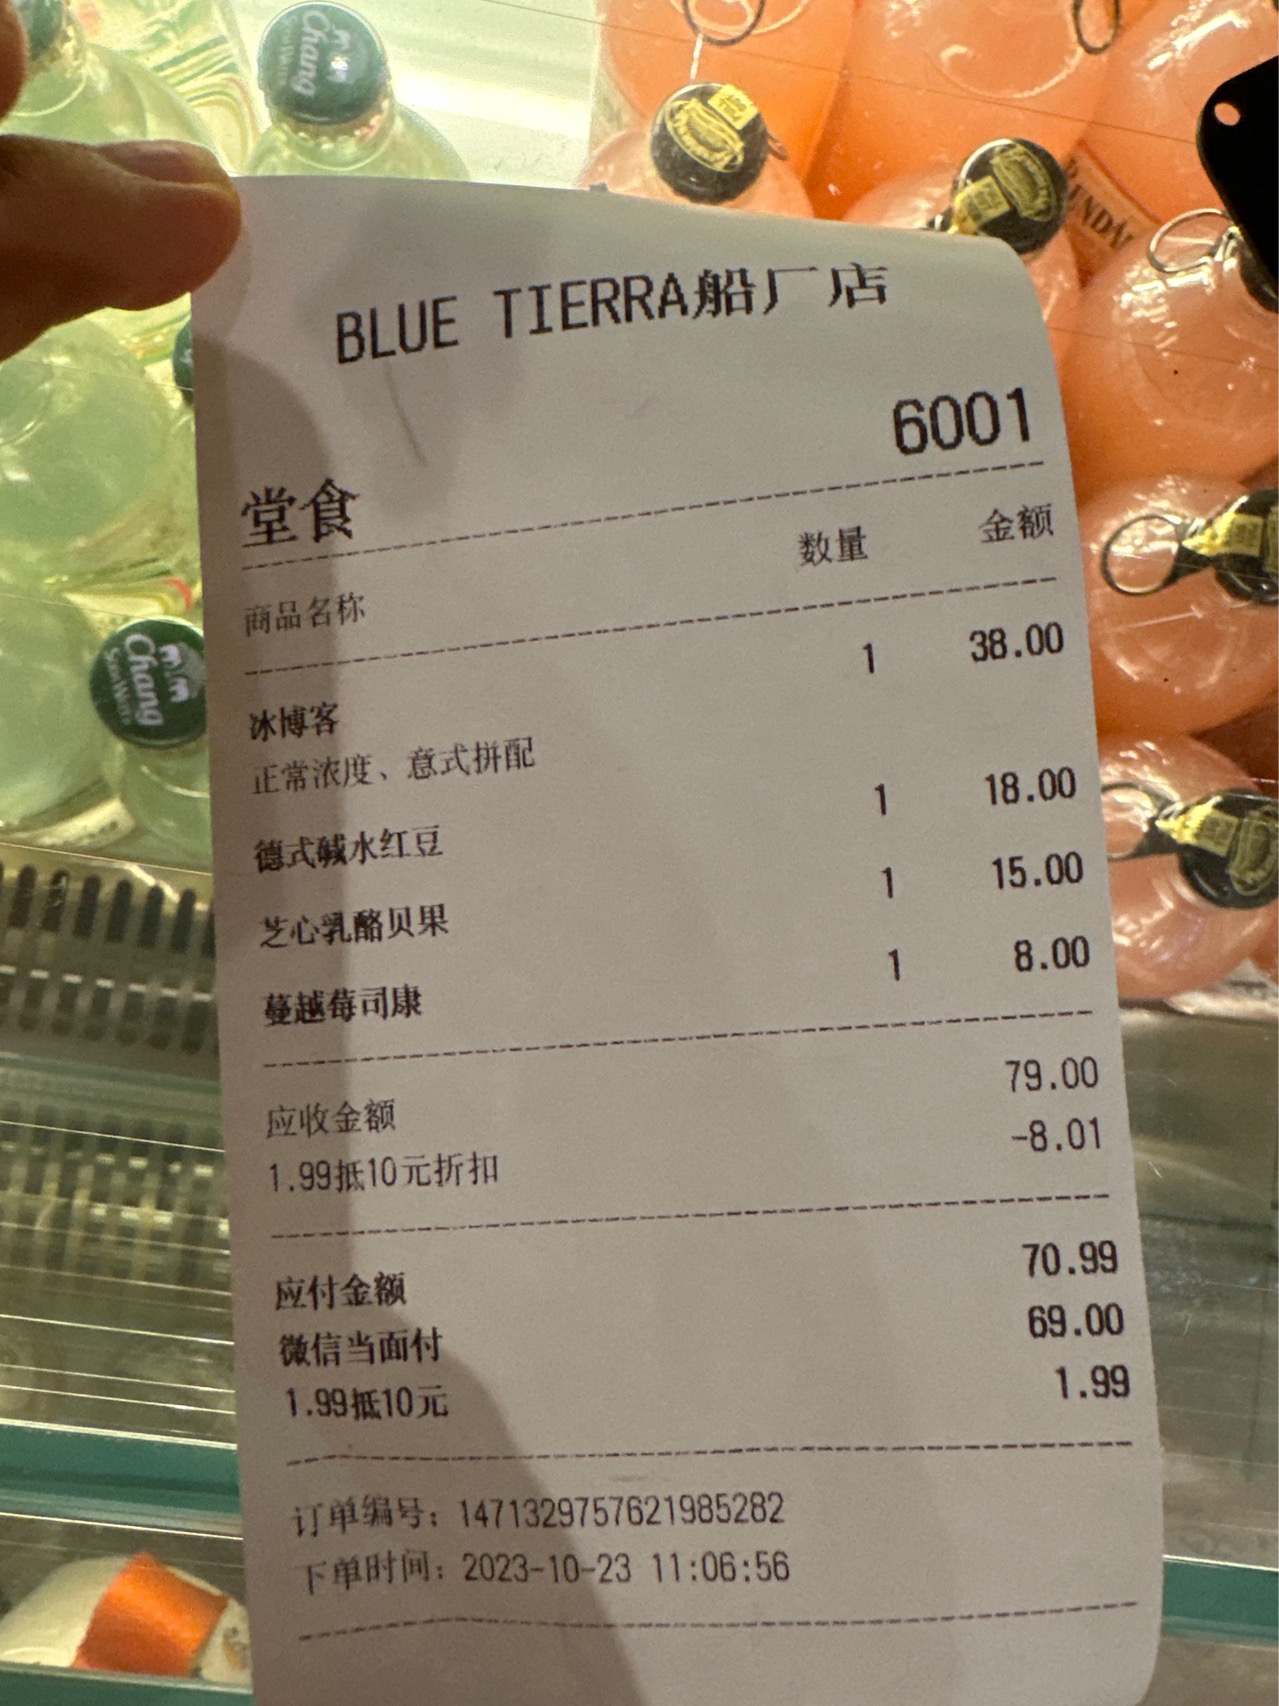 Chang
BLUE TIERRA船厂店
6001
堂食
商品名称 数量 金额
冰博客 1 38.00
正常浓度、意式拼配
德式碱水红豆 1 18.00
芝心乳酪贝果 1 15.00
蔓越莓司康 1 8.00
应收金额 79.00
1.99抵10元折扣 -8.01
应付金额 70.99
微信当面付 69.00
1.99抵10元 1.99
订单编号: 1471329757621985282
下单时间: 2023-10-23 11:06:56
Chang